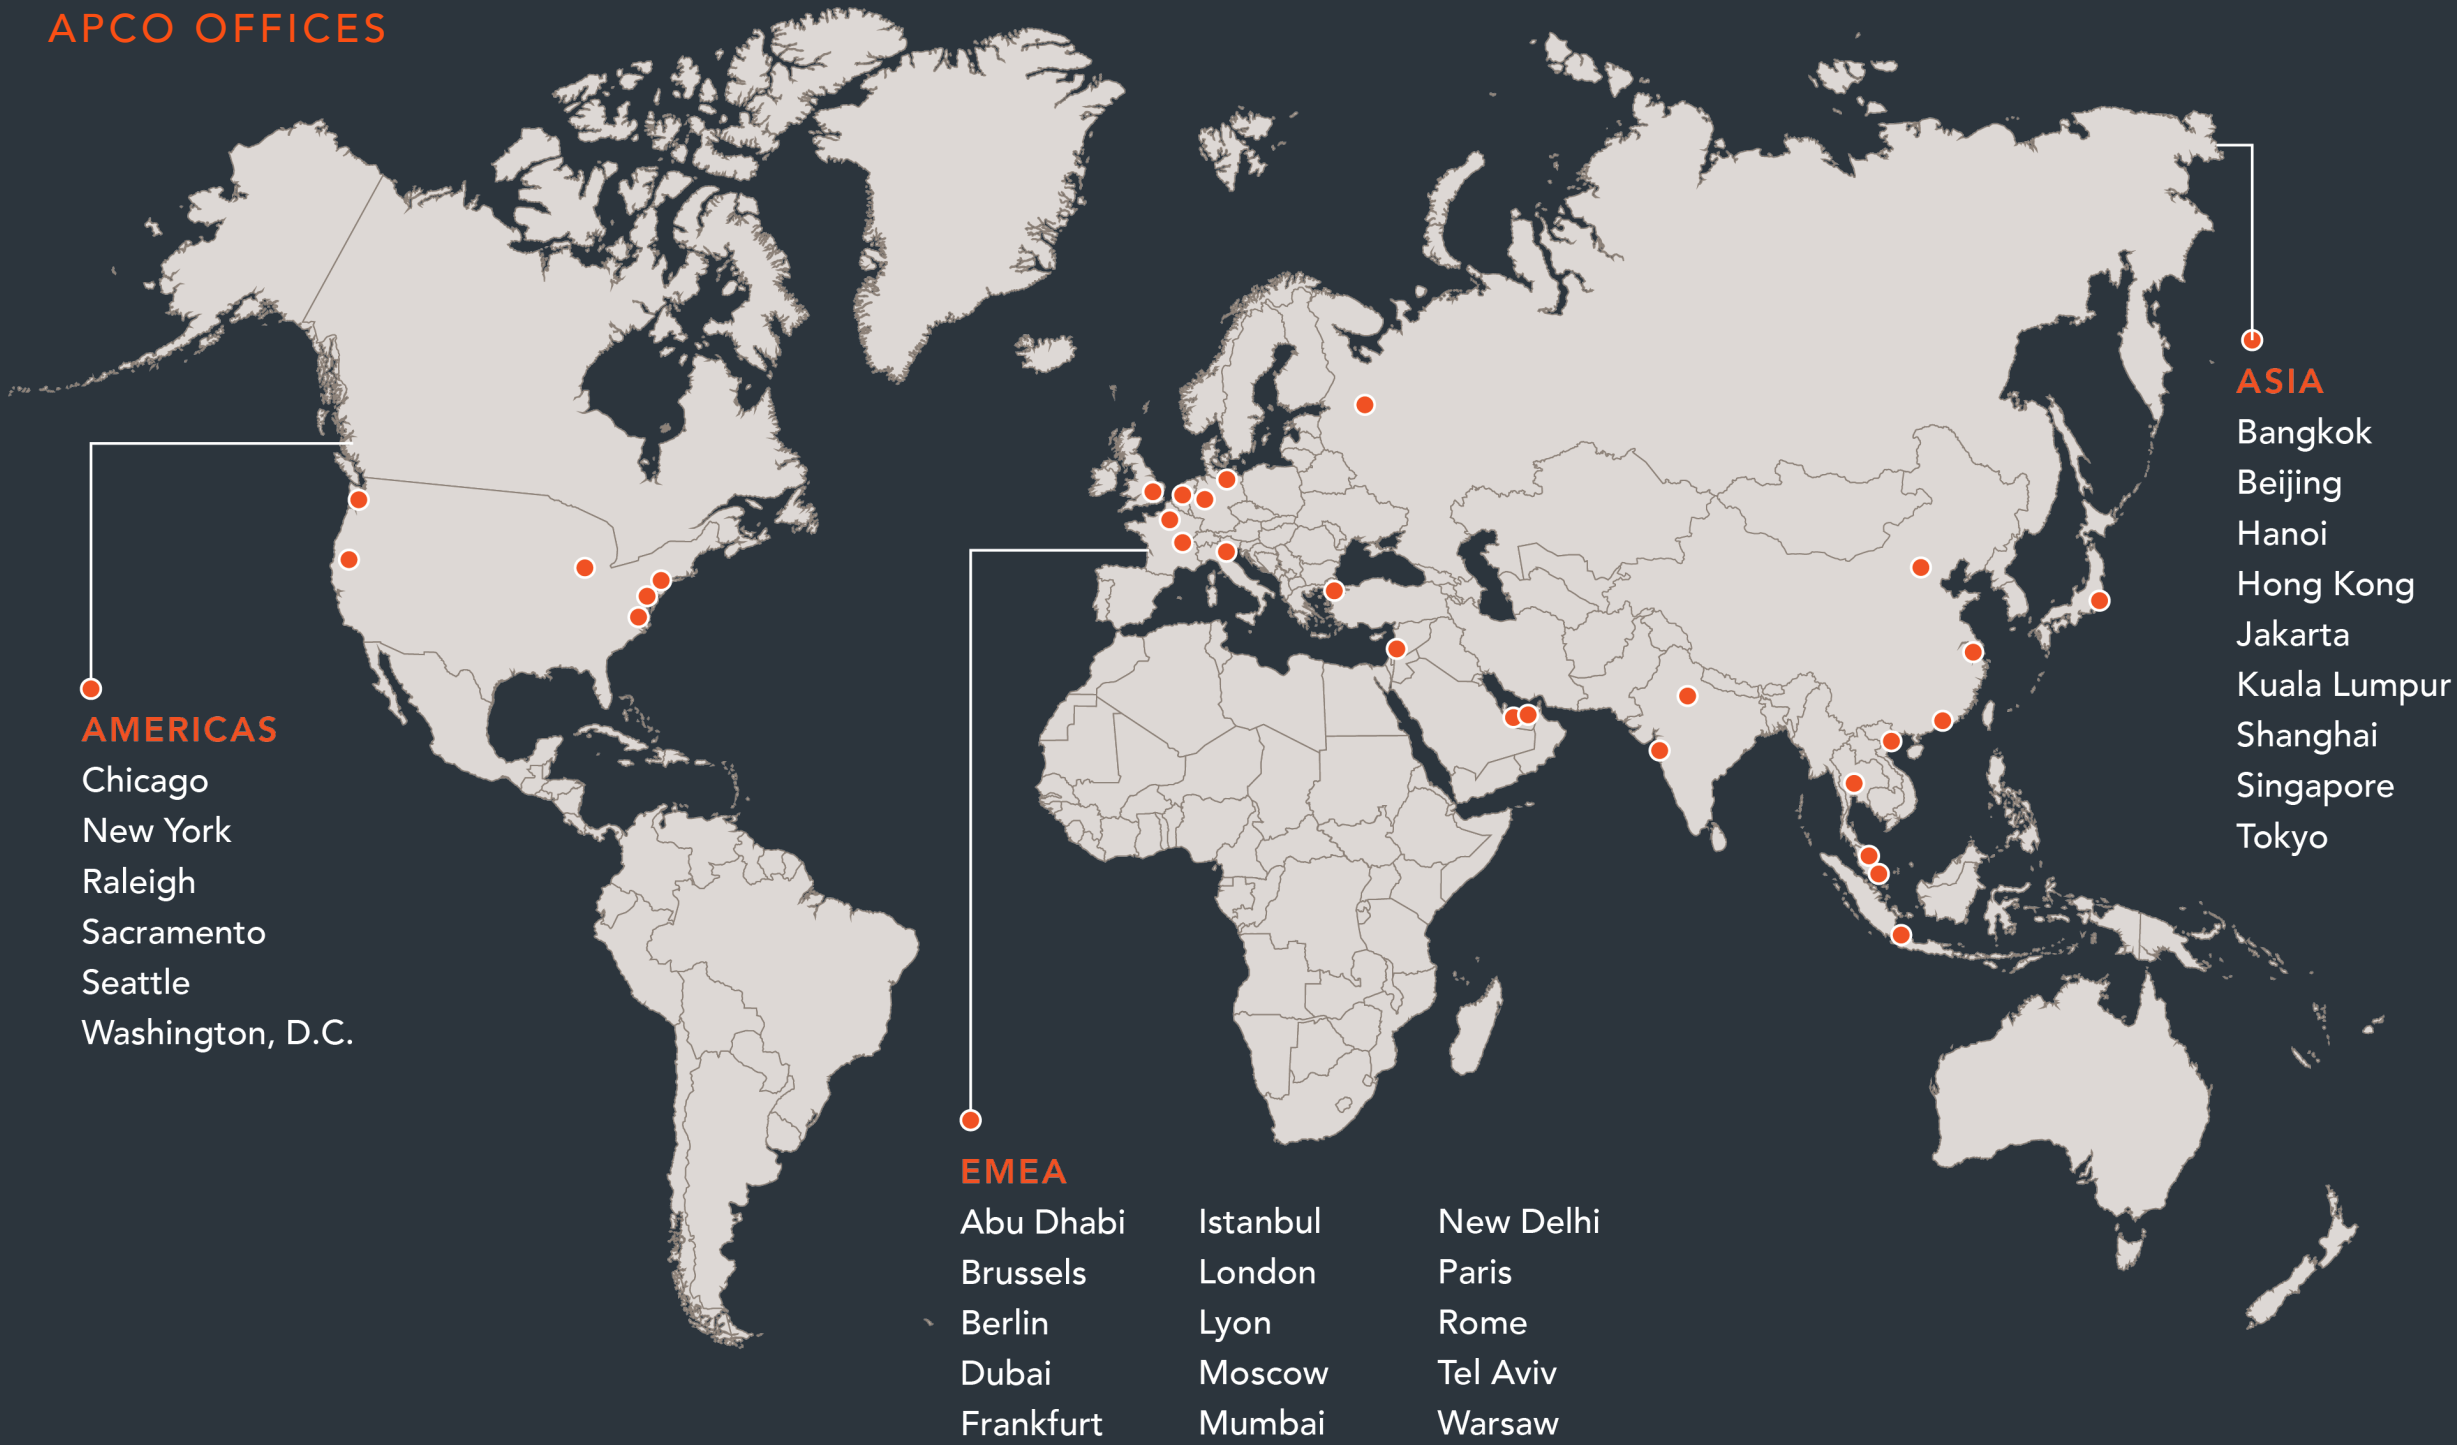 APCO OFFICES
AMERICAS
Chicago
New York
Raleigh
Sacramento
Seattle
Washington, D.C.
EMEA
Abu Dhabi
Brussels
Berlin
Dubai
Frankfurt
Istanbul
London
Lyon
Moscow
Mumbai
New Delhi
Paris
Rome
Tel Aviv
Warsaw
ASIA
Bangkok
Beijing
Hanoi
Hong Kong
Jakarta
Kuala Lumpur
Shanghai
Singapore
Tokyo